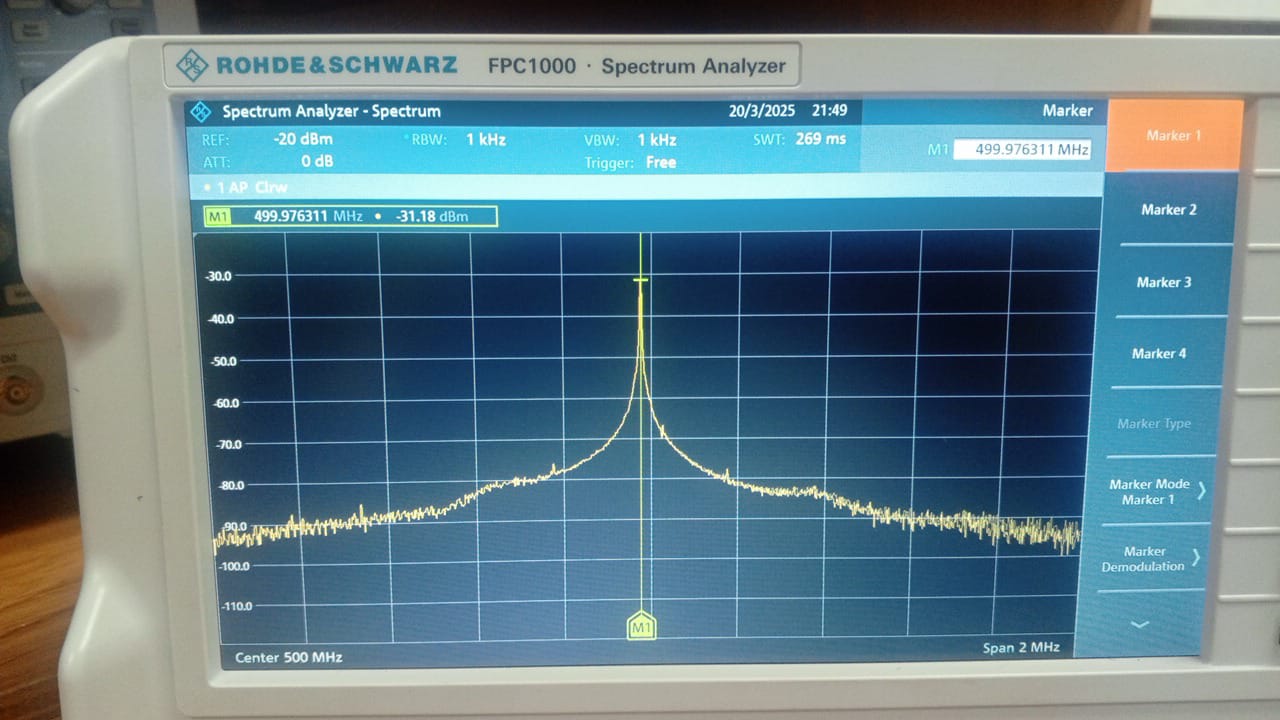 ROHDE&SCHWARZ FPC1000 · Spectrum Analyzer
Spectrum Analyzer - Spectrum 20/3/2025 21:49 Marker
REF: -20 dBm RBW: 1 kHz VBW: 1 kHz SWT: 269 ms
ATT: 0 dB Trigger: Free
M1 499.976311 MHz
1 AP Clrw
M1 499.976311 MHz • -31.18 dBm
-30.0
-40.0
-50.0
-60.0
-70.0
-80.0
-90.0
-100.0
-110.0
M1
Center 500 MHz Span 2 MHz
Marker 1
Marker 2
Marker 3
Marker 4
Marker Type
Marker Mode
Marker 1
Marker
Demodulation